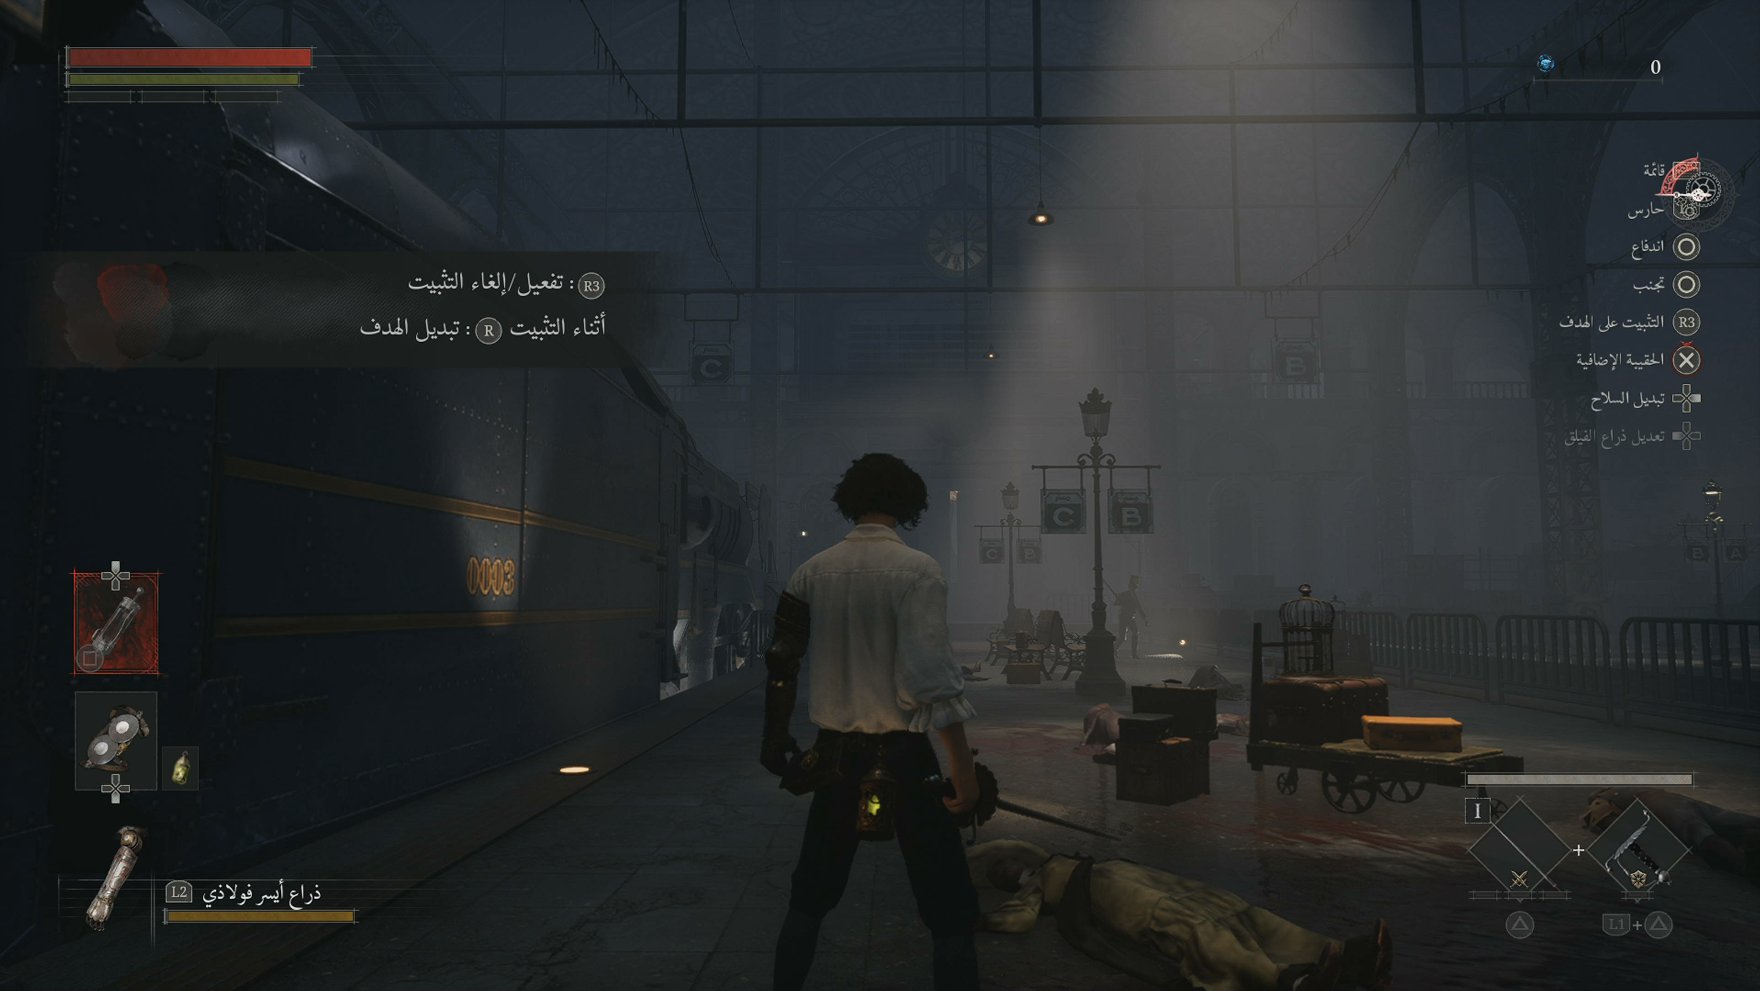 0
قائمة
حارس
اندفاع
تجنب
R3 : تفعيل/إلغاء التثبيت
أثناء التثبيت R : تبديل الهدف
التثبيت على الهدف R3
الحقيبة الإضافية
تبديل السلاح
تعديل ذراع الفيلق
C
B
C B
C B
B A
0003
I
+
L2 ذراع أيسر فولاذي
L1 +